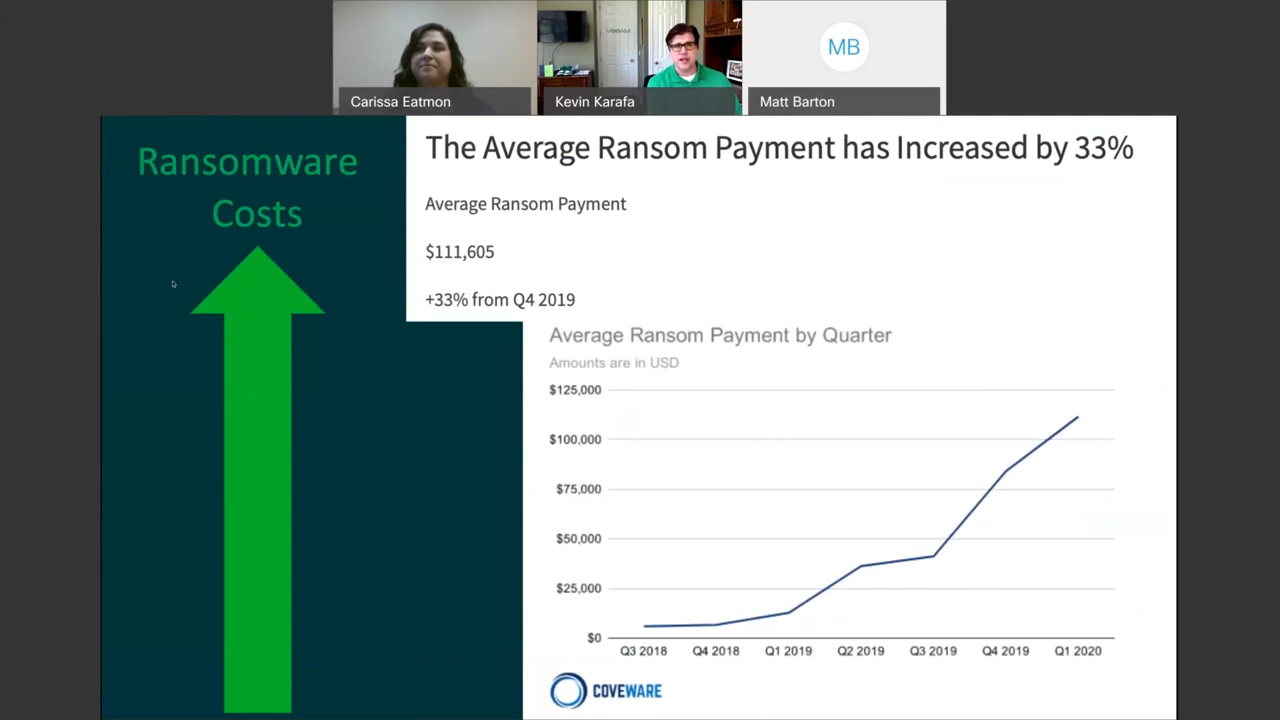 Carissa Eatmon
Kevin Karafa
Matt Barton
MB
VEEAM
Ransomware
Costs
The Average Ransom Payment has Increased by 33%
Average Ransom Payment
$111,605
+33% from Q4 2019
Average Ransom Payment by Quarter
Amounts are in USD
$125,000
$100,000
$75,000
$50,000
$25,000
$0
Q3 2018 Q4 2018 Q1 2019 Q2 2019 Q3 2019 Q4 2019 Q1 2020
COVEWARE